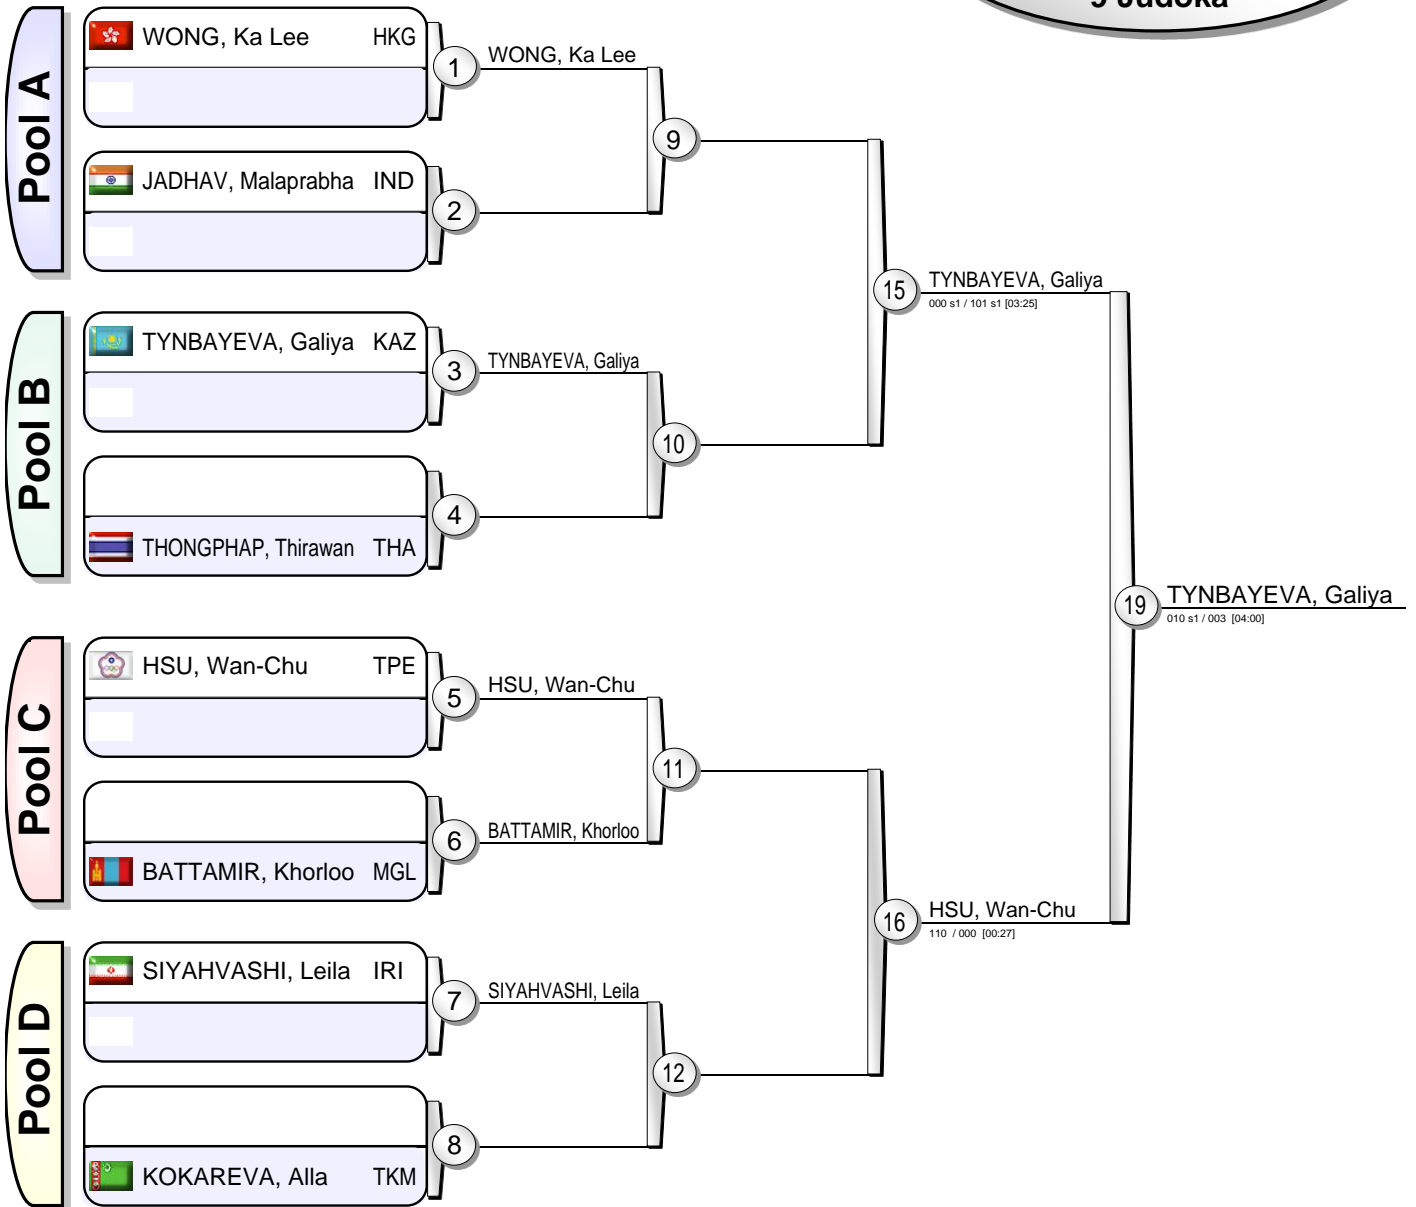 9 Judoka
Pool A
WONG, Ka Lee HKG
1
WONG, Ka Lee
JADHAV, Malaprabha IND
2
9
Pool B
TYNBAYEVA, Galiya KAZ
3
TYNBAYEVA, Galiya
THONGPHAP, Thirawan THA
4
10
15
TYNBAYEVA, Galiya
000 s1 / 101 s1 [03:25]
Pool C
HSU, Wan-Chu TPE
5
HSU, Wan-Chu
BATTAMIR, Khorloo MGL
6
BATTAMIR, Khorloo
11
Pool D
SIYAHVASHI, Leila IRI
7
SIYAHVASHI, Leila
KOKAREVA, Alla TKM
8
12
16
HSU, Wan-Chu
110 / 000 [00:27]
19
TYNBAYEVA, Galiya
010 s1 / 003 [04:00]